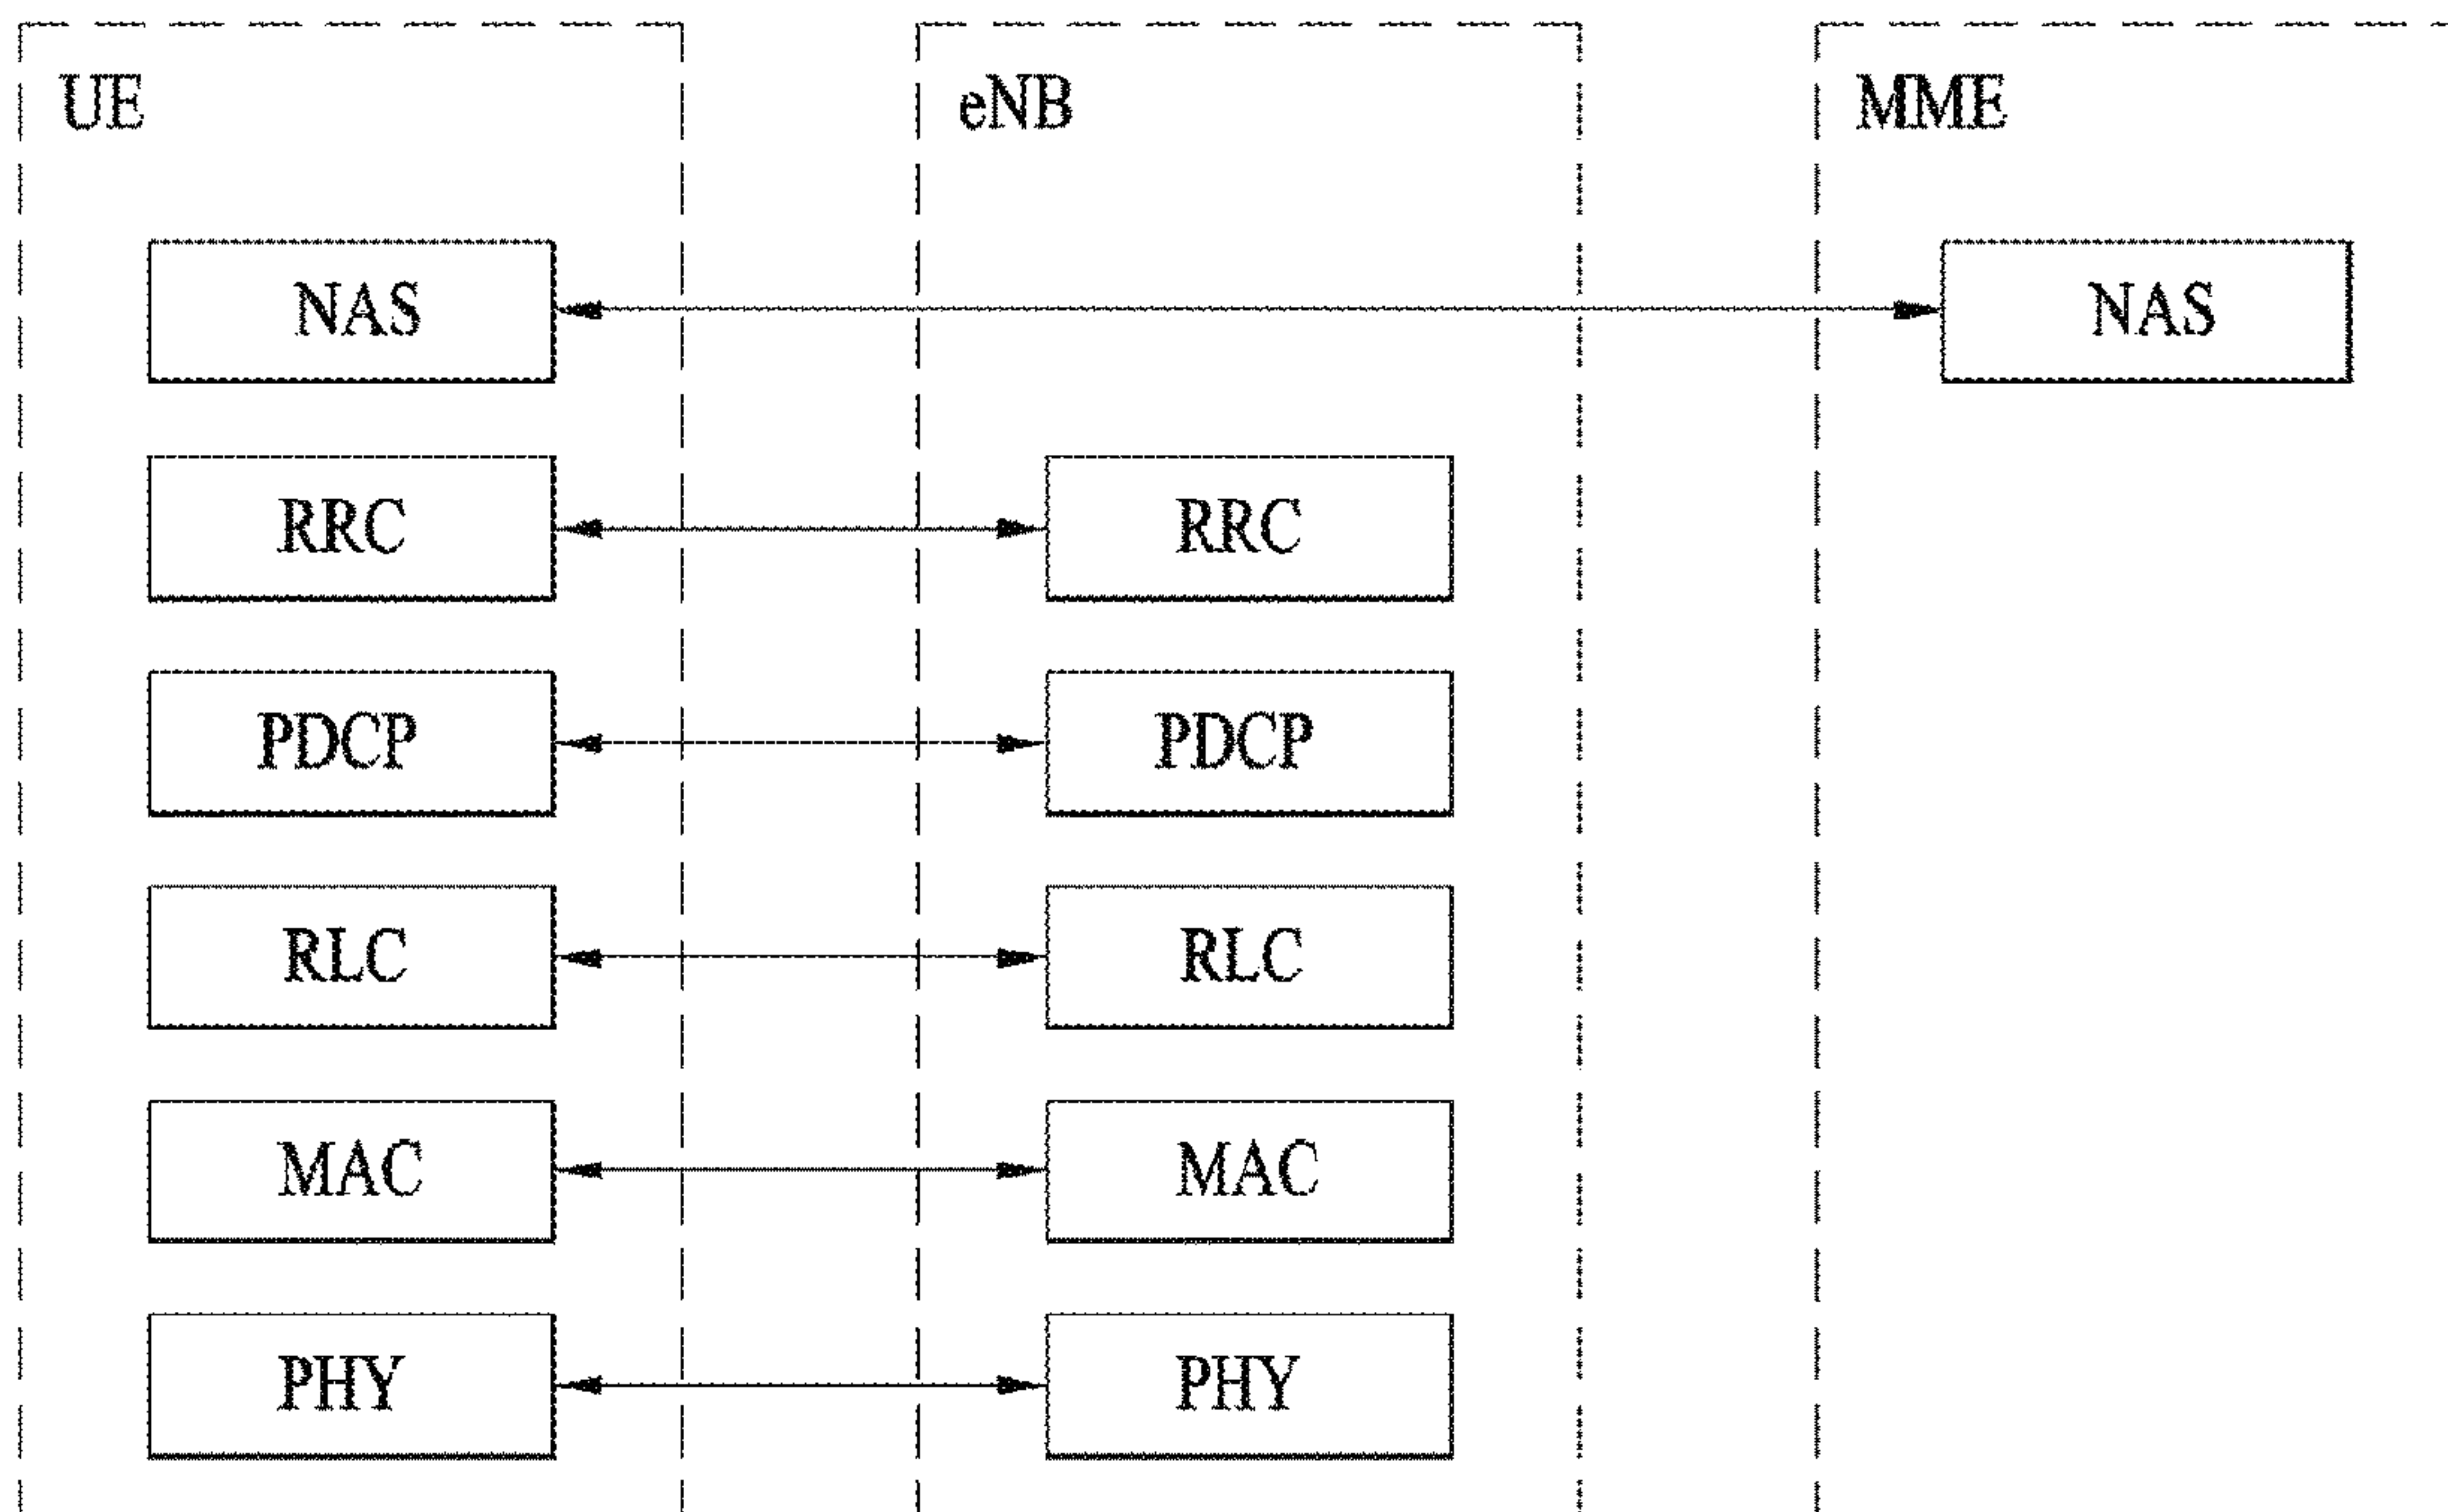 UE eNB MME
NAS NAS
RRC RRC
PDCP PDCP
RLC RLC
MAC MAC
PHY PHY